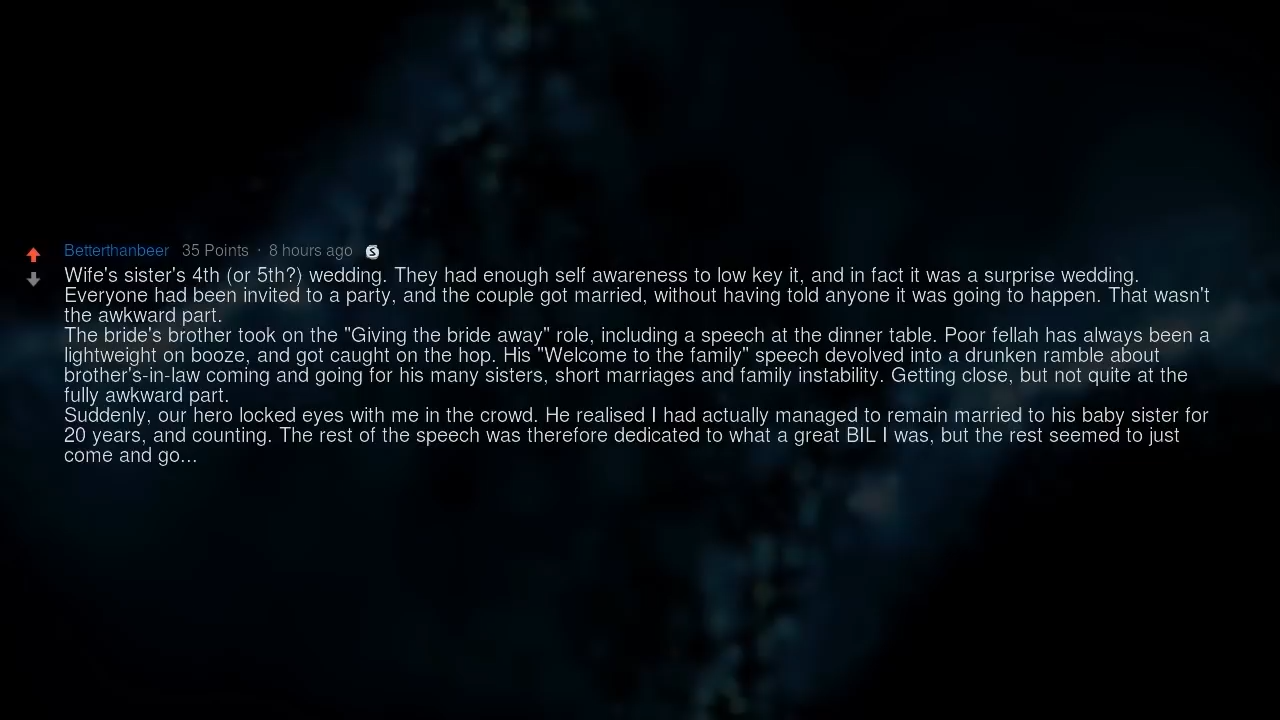 Betterthanbeer 35 Points · 8 hours ago S
Wife's sister's 4th (or 5th?) wedding. They had enough self awareness to low key it, and in fact it was a surprise wedding.
Everyone had been invited to a party, and the couple got married, without having told anyone it was going to happen. That wasn't
the awkward part.
The bride's brother took on the "Giving the bride away" role, including a speech at the dinner table. Poor fellah has always been a
lightweight on booze, and got caught on the hop. His "Welcome to the family" speech devolved into a drunken ramble about
brother's-in-law coming and going for his many sisters, short marriages and family instability. Getting close, but not quite at the
fully awkward part.
Suddenly, our hero locked eyes with me in the crowd. He realised I had actually managed to remain married to his baby sister for
20 years, and counting. The rest of the speech was therefore dedicated to what a great BIL I was, but the rest seemed to just
come and go...